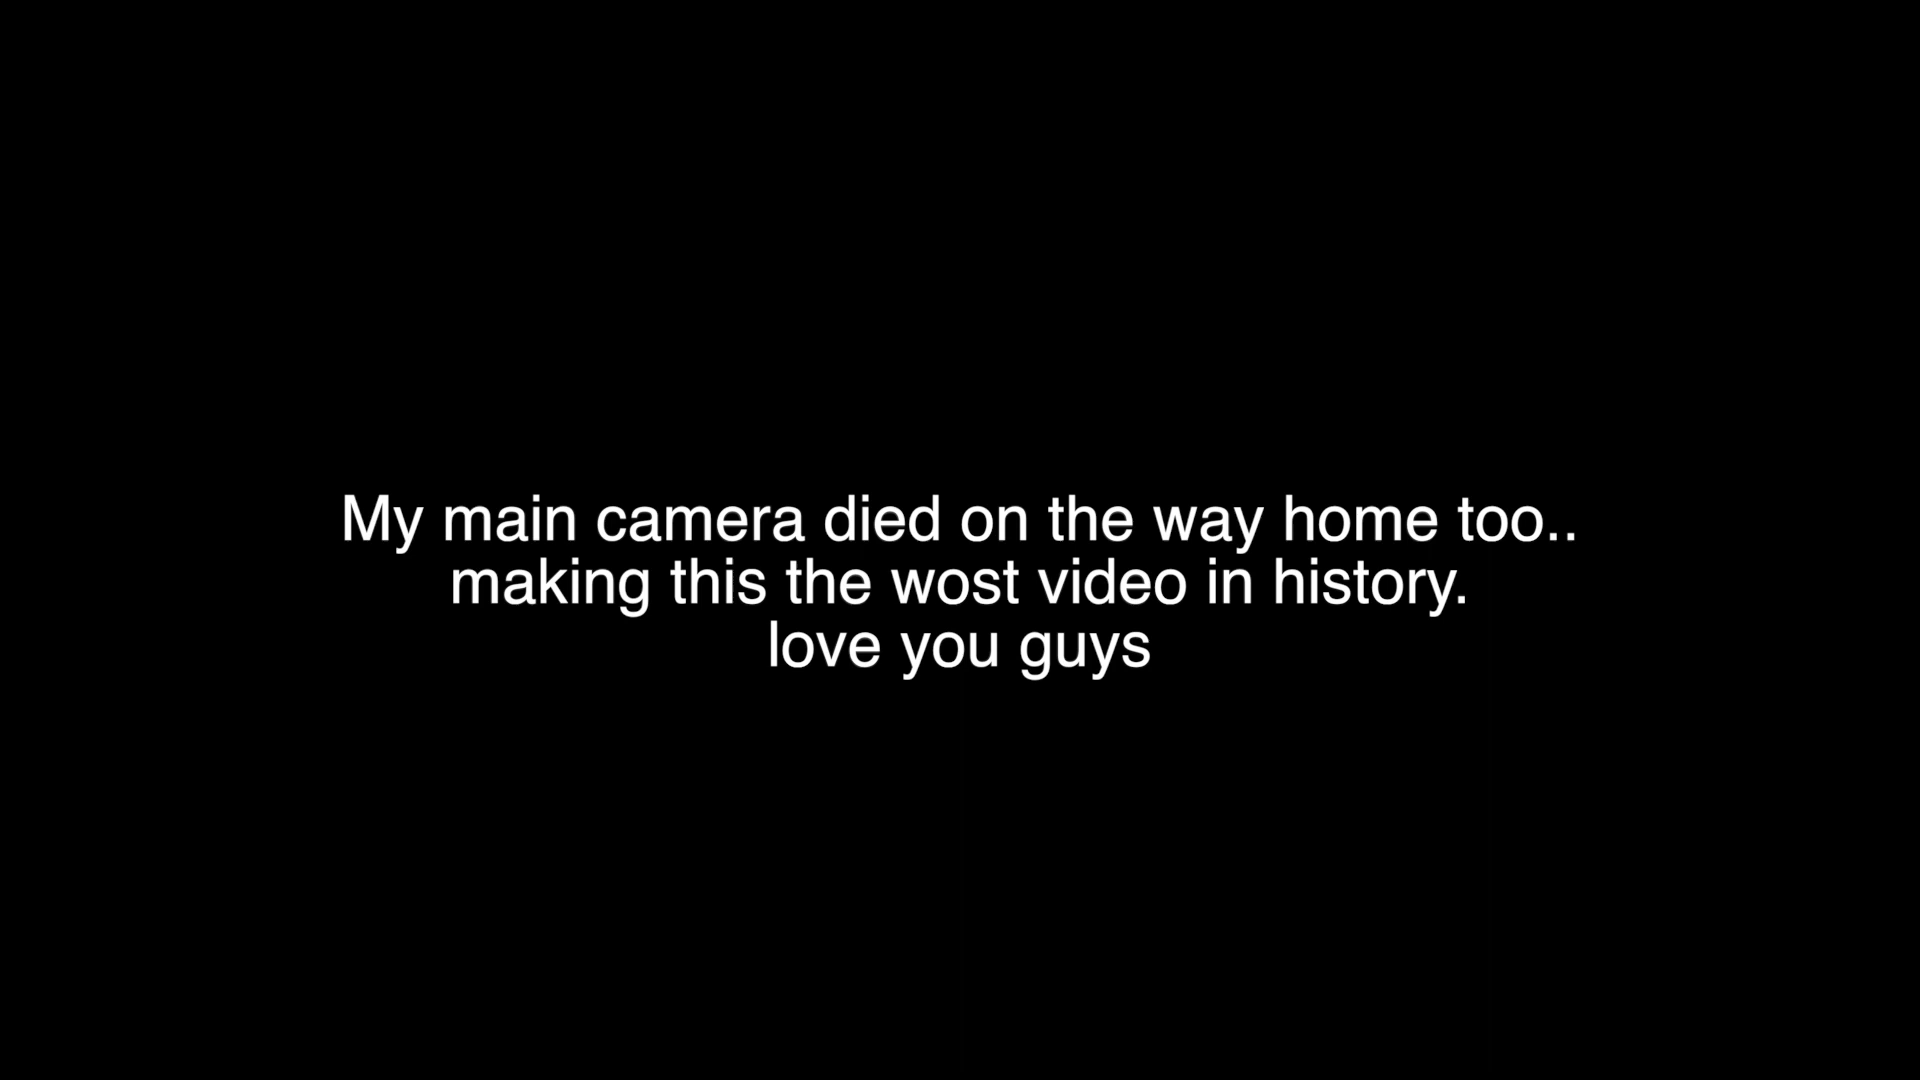 My main camera died on the way home too..
making this the wost video in history.
love you guys